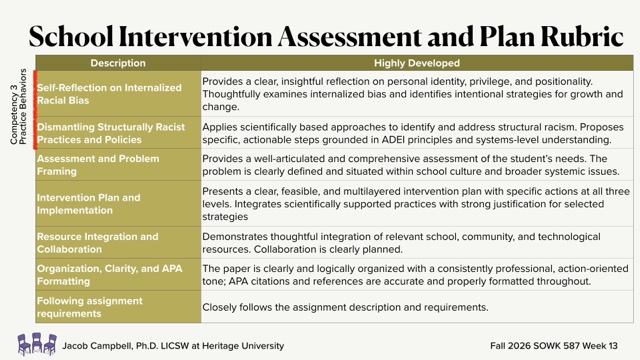 School Intervention Assessment and Plan Rubric
Competency 3
Practice Behaviors
Description
Highly Developed
Self-Reflection on Internalized
Racial Bias
Provides a clear, insightful reflection on personal identity, privilege, and positionality.
Thoughtfully examines internalized bias and identifies intentional strategies for growth and
change.
Dismantling Structurally Racist
Practices and Policies
Applies scientifically based approaches to identify and address structural racism. Proposes
specific, actionable steps grounded in ADEI principles and systems-level understanding.
Assessment and Problem
Framing
Provides a well-articulated and comprehensive assessment of the student's needs. The
problem is clearly defined and situated within school culture and broader systemic issues.
Intervention Plan and
Implementation
Presents a clear, feasible, and multilayered intervention plan with specific actions at all three
levels. Integrates scientifically supported practices with strong justification for selected
strategies
Resource Integration and
Collaboration
Demonstrates thoughtful integration of relevant school, community, and technological
resources. Collaboration is clearly planned.
Organization, Clarity, and APA
Formatting
The paper is clearly and logically organized with a consistently professional, action-oriented
tone; APA citations and references are accurate and properly formatted throughout.
Following assignment
requirements
Closely follows the assignment description and requirements.
Jacob Campbell, Ph.D. LICSW at Heritage University
Fall 2026 SOWK 587 Week 13